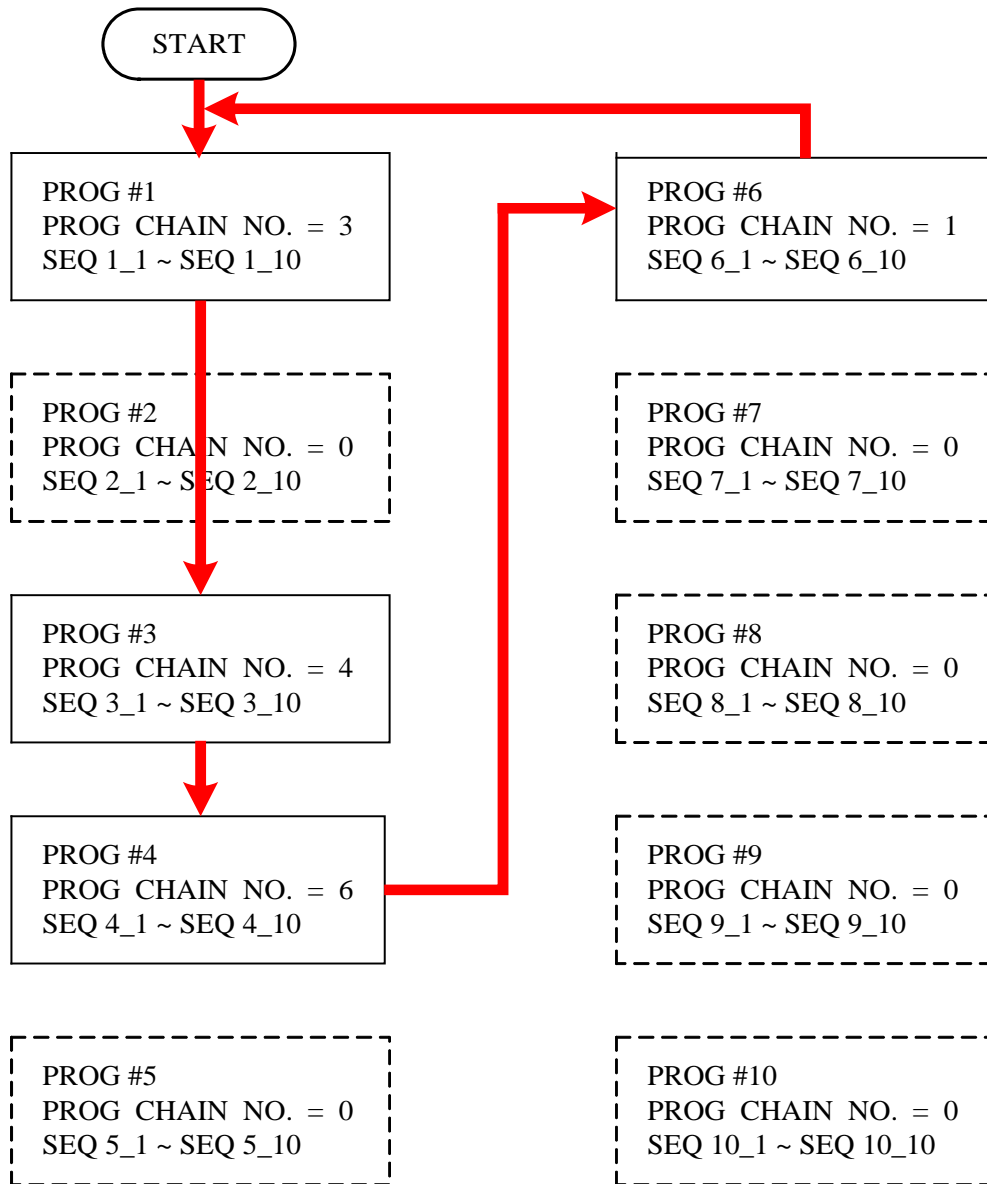 START
PROG #1
PROG CHAIN NO. = 3
SEQ 1_1 ~ SEQ 1_10
PROG #2
PROG CHAIN NO. = 0
SEQ 2_1 ~ SEQ 2_10
PROG #3
PROG CHAIN NO. = 4
SEQ 3_1 ~ SEQ 3_10
PROG #4
PROG CHAIN NO. = 6
SEQ 4_1 ~ SEQ 4_10
PROG #5
PROG CHAIN NO. = 0
SEQ 5_1 ~ SEQ 5_10
PROG #6
PROG CHAIN NO. = 1
SEQ 6_1 ~ SEQ 6_10
PROG #7
PROG CHAIN NO. = 0
SEQ 7_1 ~ SEQ 7_10
PROG #8
PROG CHAIN NO. = 0
SEQ 8_1 ~ SEQ 8_10
PROG #9
PROG CHAIN NO. = 0
SEQ 9_1 ~ SEQ 9_10
PROG #10
PROG CHAIN NO. = 0
SEQ 10_1 ~ SEQ 10_10